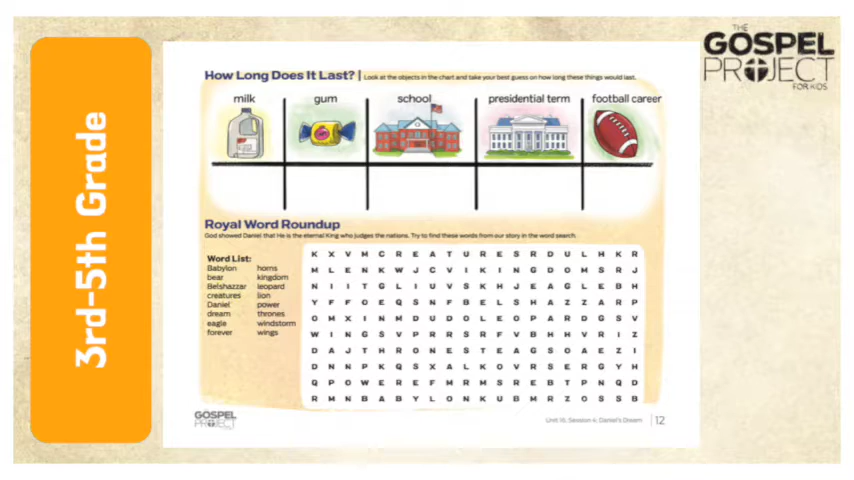 THE
GOSPEL
PROJECT
FOR KIDS
3rd-5th Grade
How Long Does It Last? | Look at the objects in the chart and take your best guess on how long these things would last.
milk gum school presidential term football career
Royal Word Roundup
God showed Daniel that He is the eternal King who judges the nations. Try to find these words from our story in the word search.
Word List:
Babylon horns
bear kingdom
Belshazzar leopard
creatures lion
Daniel power
dream thrones
eagle windstorm
forever wings
K X V M C R E A T U R E S R D U L H K R
M L E N K W J C V I K I N G D O M S R J
N I I T G L I U V S K H J E A G L E B H
Y F F O E Q S N F B E L S H A Z Z A R P
O M X I N M D U D O L E O P A R D G S V
W I N G S V P R R S R F V B H H V R I Z
D A J T H R O N E S T E A G S O A E Z I
D N N P K Q S X A L K O V R S E R G Y H
Q P O W E R E F M R M S R E B T P N Q D
R M N B A B Y L O N K U B M R Z O S S B
GOSPEL
PROJECT
Unit 15, Session 4: Daniel's Dream | 12